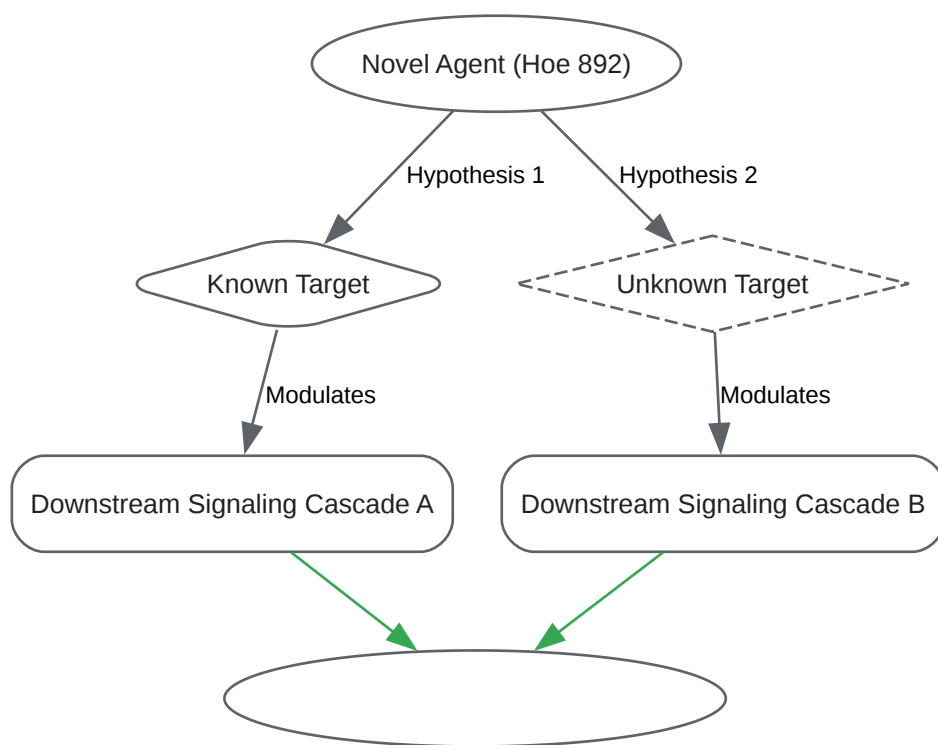 Novel Agent (Hoe 892)
Hypothesis 1
Hypothesis 2
Known Target
Unknown Target
Modulates
Modulates
Downstream Signaling Cascade A
Downstream Signaling Cascade B